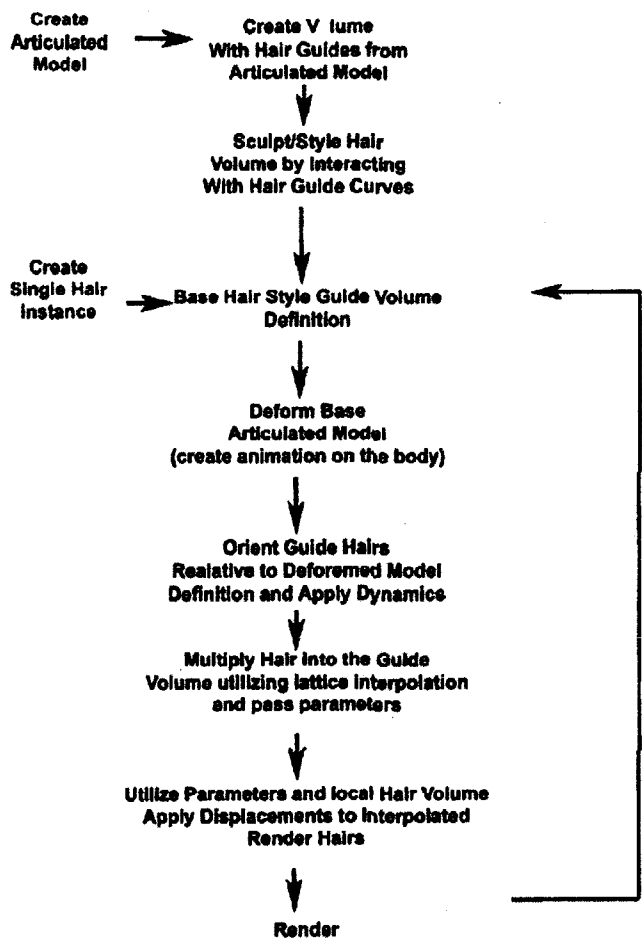 Create
Articulated
Model
Create V lume
With Hair Guides from
Articulated Model
Sculpt/Style Hair
Volume by Interacting
With Hair Guide Curves
Create
Single Hair
Instance
Base Hair Style Guide Volume
Definition
Deform Base
Articulated Model
(create animation on the body)
Orient Guide Hairs
Realative to Deforemed Model
Definition and Apply Dynamics
Multiply Hair into the Guide
Volume utilizing lattice interpolation
and pass parameters
Utilize Parameters and local Hair Volume
Apply Displacements to Interpolated
Render Hairs
Render